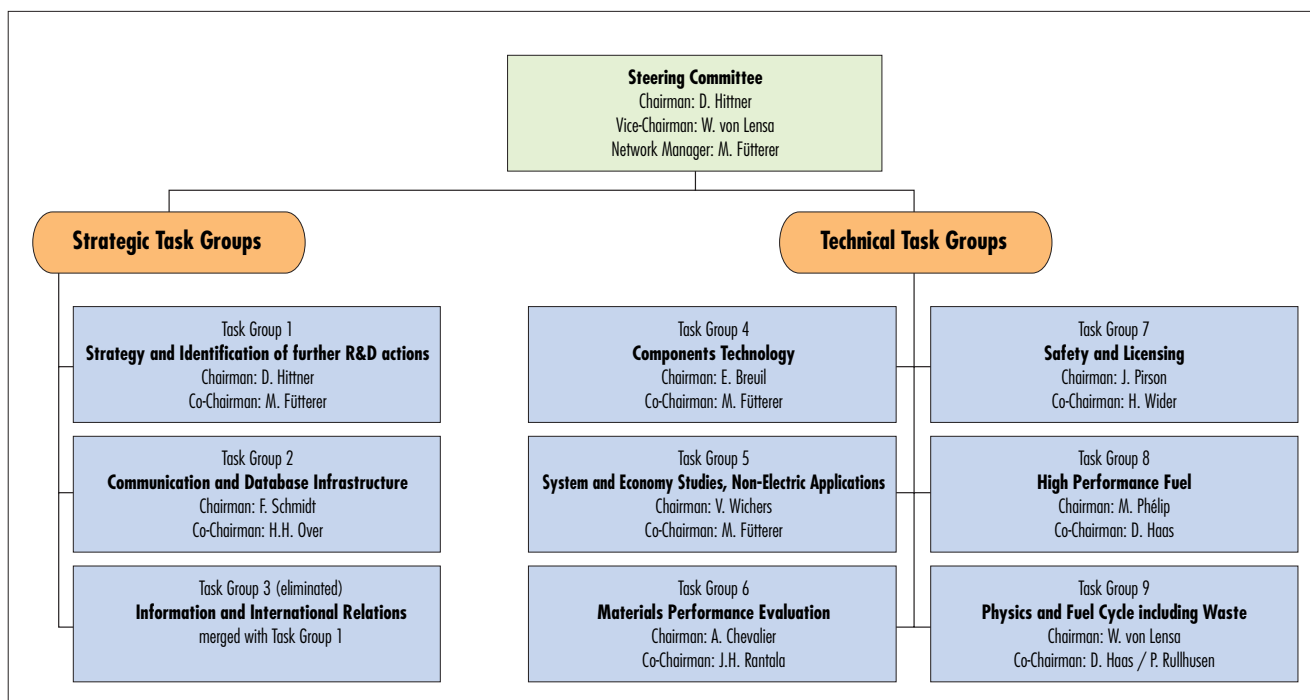 Steering Committee
Chairman: D. Hittner
Vice-Chairman: W. von Lensa
Network Manager: M. Fütterer
Strategic Task Groups
Technical Task Groups
Task Group 1
Strategy and Identification of further R&D actions
Chairman: D. Hittner
Co-Chairman: M. Fütterer
Task Group 2
Communication and Database Infrastructure
Chairman: F. Schmidt
Co-Chairman: H.H. Over
Task Group 3 (eliminated)
Information and International Relations
merged with Task Group 1
Task Group 4
Components Technology
Chairman: E. Breuil
Co-Chairman: M. Fütterer
Task Group 5
System and Economy Studies, Non-Electric Applications
Chairman: V. Wichers
Co-Chairman: M. Fütterer
Task Group 6
Materials Performance Evaluation
Chairman: A. Chevalier
Co-Chairman: J.H. Rantala
Task Group 7
Safety and Licensing
Chairman: J. Pirson
Co-Chairman: H. Wider
Task Group 8
High Performance Fuel
Chairman: M. Phélip
Co-Chairman: D. Haas
Task Group 9
Physics and Fuel Cycle including Waste
Chairman: W. von Lensa
Co-Chairman: D. Haas / P. Rullhusen